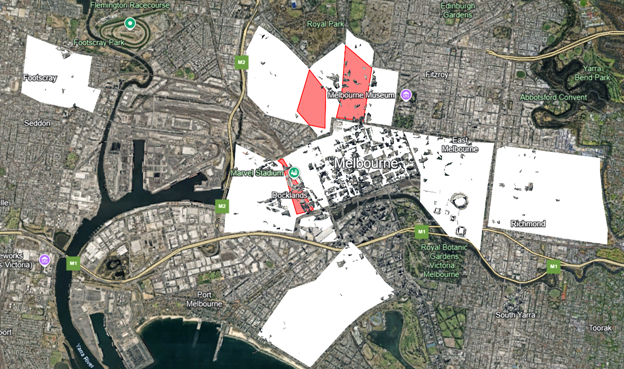 Flemington Racecourse
Royal Park
Edinburgh
Gardens
Footscray Park
M2
Yarra
Bend Park
Footscray
Fitzroy
Melbourne Museum
Abbotsford Convent
Seddon
East
Melbourne
Melbourne
Marvel Stadium
Docklands
M2
Richmond
M1
Royal Botanic
Gardens
Victoria
Melbourne
M1
M1
Port
Melbourne
South Yarra
Toorak
Yarra River